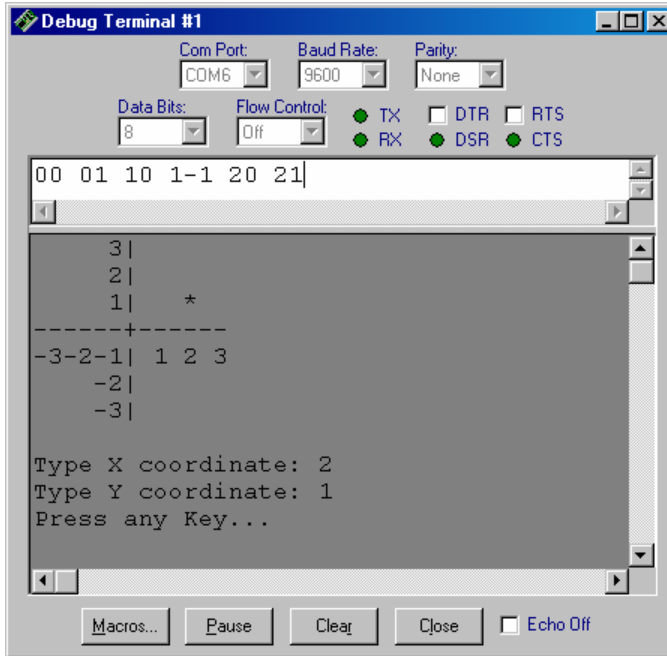 Debug Terminal #1
Com Port: Baud Rate: Parity:
COM6 9600 None
Data Bits: Flow Control: TX DTR RTS
8 Off RX DSR CTS
00 01 10 1-1 20 21
3|
2|
1| *
------+------
-3-2-1| 1 2 3
-2|
-3|
Type X coordinate: 2
Type Y coordinate: 1
Press any Key...
Macros... Pause Clear Close Echo Off